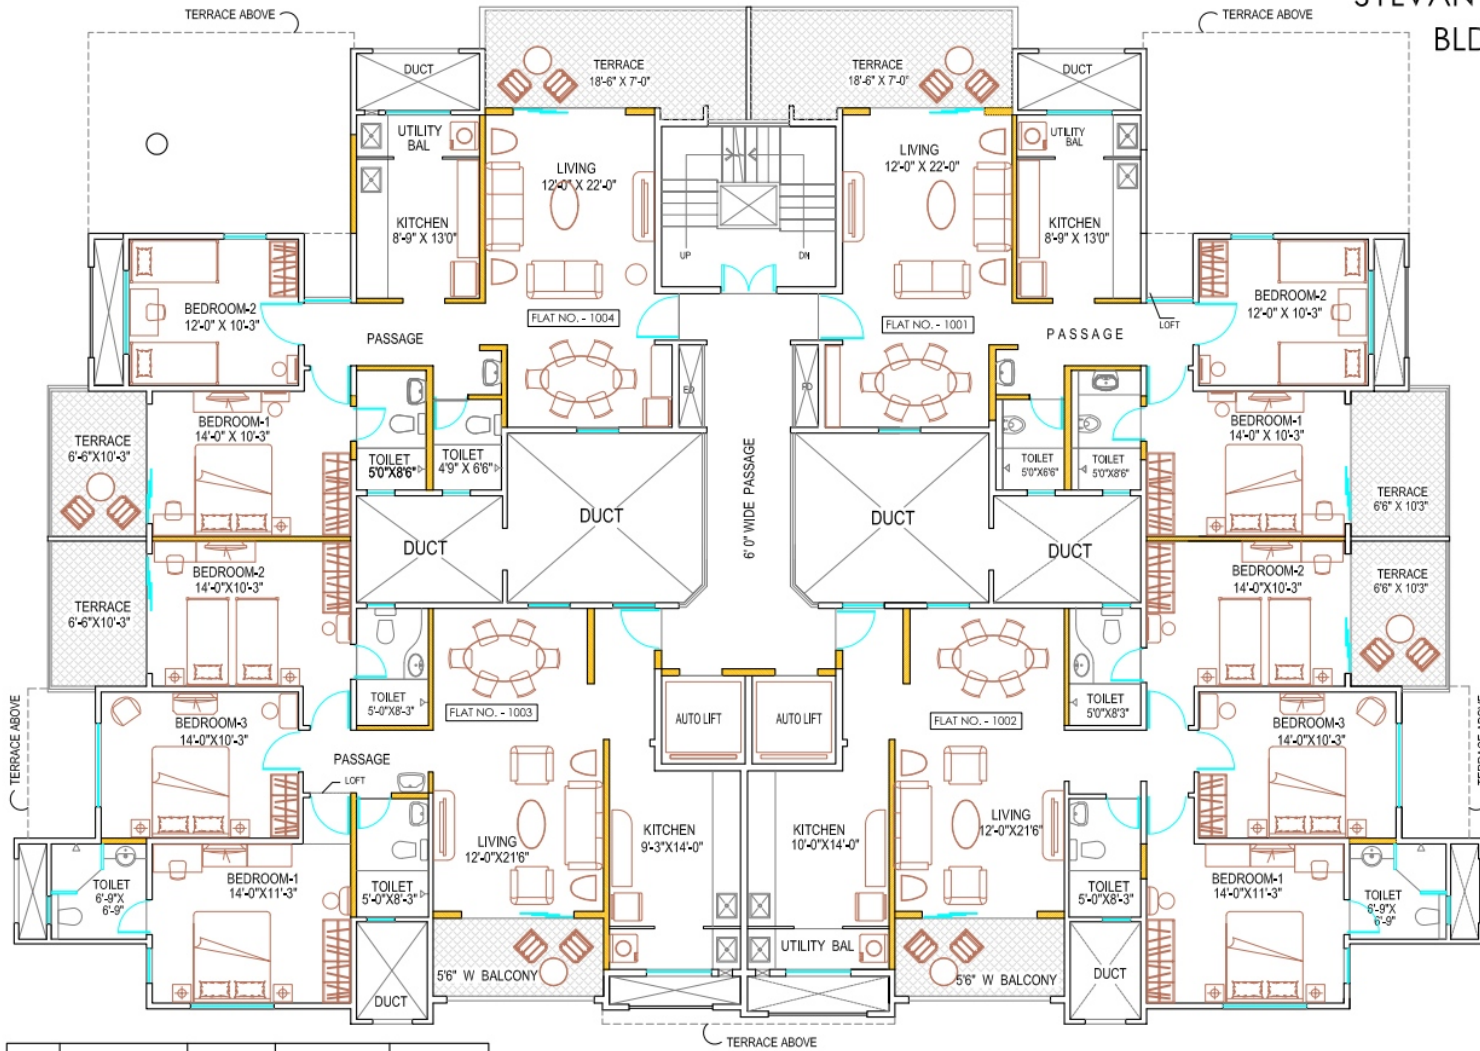 TERRACE ABOVE
TERRACE ABOVE
BLD
DUCT
TERRACE
18'-6" X 7'-0"
TERRACE
18'-6" X 7'-0"
DUCT
UTILITY
BAL
LIVING
12'-0" X 22'-0"
LIVING
12'-0" X 22'-0"
UTILITY
BAL
KITCHEN
8'-9" X 13'0"
UP
DN
KITCHEN
8'-9" X 13'0"
BEDROOM-2
12'-0" X 10'-3"
BEDROOM-2
12'-0" X 10'-3"
PASSAGE
FLAT NO. - 1004
FLAT NO. - 1001
PASSAGE
LOFT
BEDROOM-1
14'-0" X 10'-3"
BEDROOM-1
14'-0" X 10'-3"
TERRACE
6'-6"X10'-3"
TOILET
5'0"X8'6"
TOILET
4'9" X 6'6"
TOILET
5'0"X6'6"
TOILET
5'0"X8'6"
TERRACE
6'6" X 10'3"
DUCT
DUCT
6' 0" WIDE PASSAGE
DUCT
DUCT
BEDROOM-2
14'-0"X10'-3"
BEDROOM-2
14'-0"X10'-3"
TERRACE
6'-6"X10'-3"
TERRACE
6'6" X 10'3"
TOILET
5'-0"X8'-3"
FLAT NO. - 1003
AUTO LIFT
AUTO LIFT
FLAT NO. - 1002
TOILET
5'0"X8'3"
TERRACE ABOVE
BEDROOM-3
14'-0"X10'-3"
BEDROOM-3
14'-0"X10'-3"
PASSAGE
LOFT
LIVING
12'-0"X21'6"
KITCHEN
9'-3"X14'-0"
KITCHEN
10'-0"X14'-0"
LIVING
12'-0"X21'6"
TOILET
6'-9"X
6'-9"
BEDROOM-1
14'-0"X11'-3"
TOILET
5'-0"X8'-3"
TOILET
5'-0"X8'-3"
BEDROOM-1
14'-0"X11'-3"
TOILET
6'-9"X
6'-9"
5'6" W BALCONY
UTILITY BAL
5'6" W BALCONY
DUCT
DUCT
TERRACE ABOVE